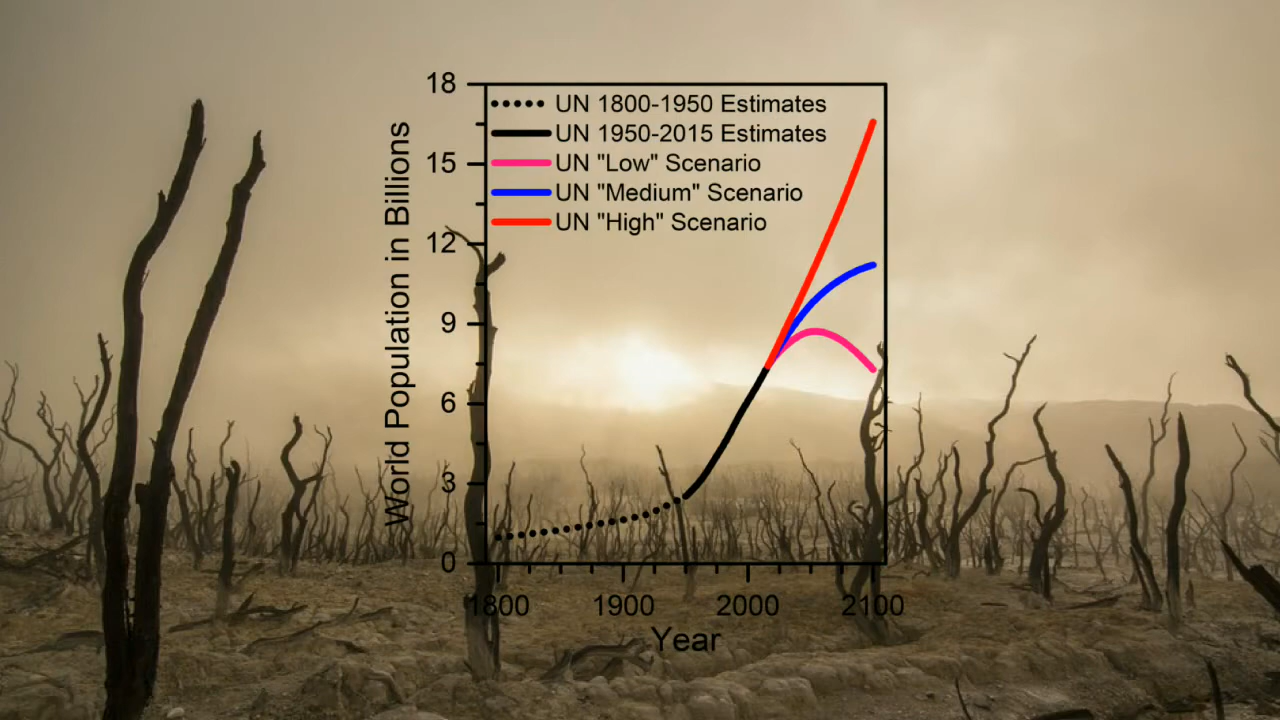 18
15
12
9
6
3
0
World Population in Billions
UN 1800-1950 Estimates
UN 1950-2015 Estimates
UN "Low" Scenario
UN "Medium" Scenario
UN "High" Scenario
1800 1900 2000 2100
Year